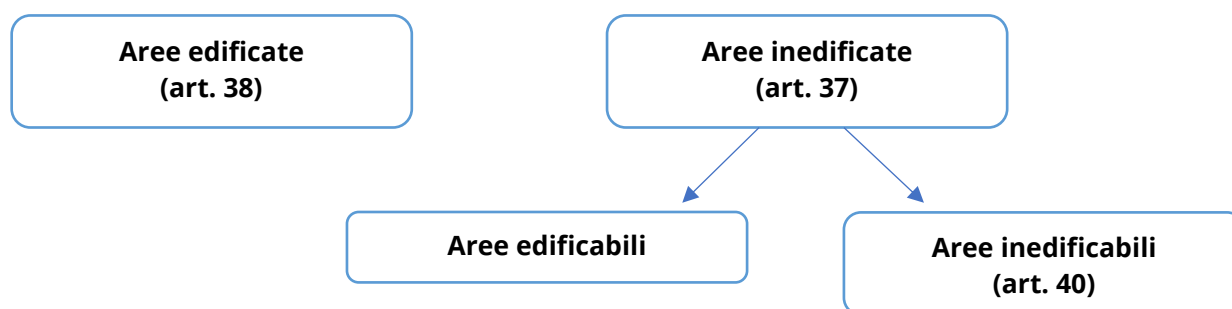 Aree edificate
(art. 38)
Aree inedificate
(art. 37)
Aree edificabili
Aree inedificabili
(art. 40)